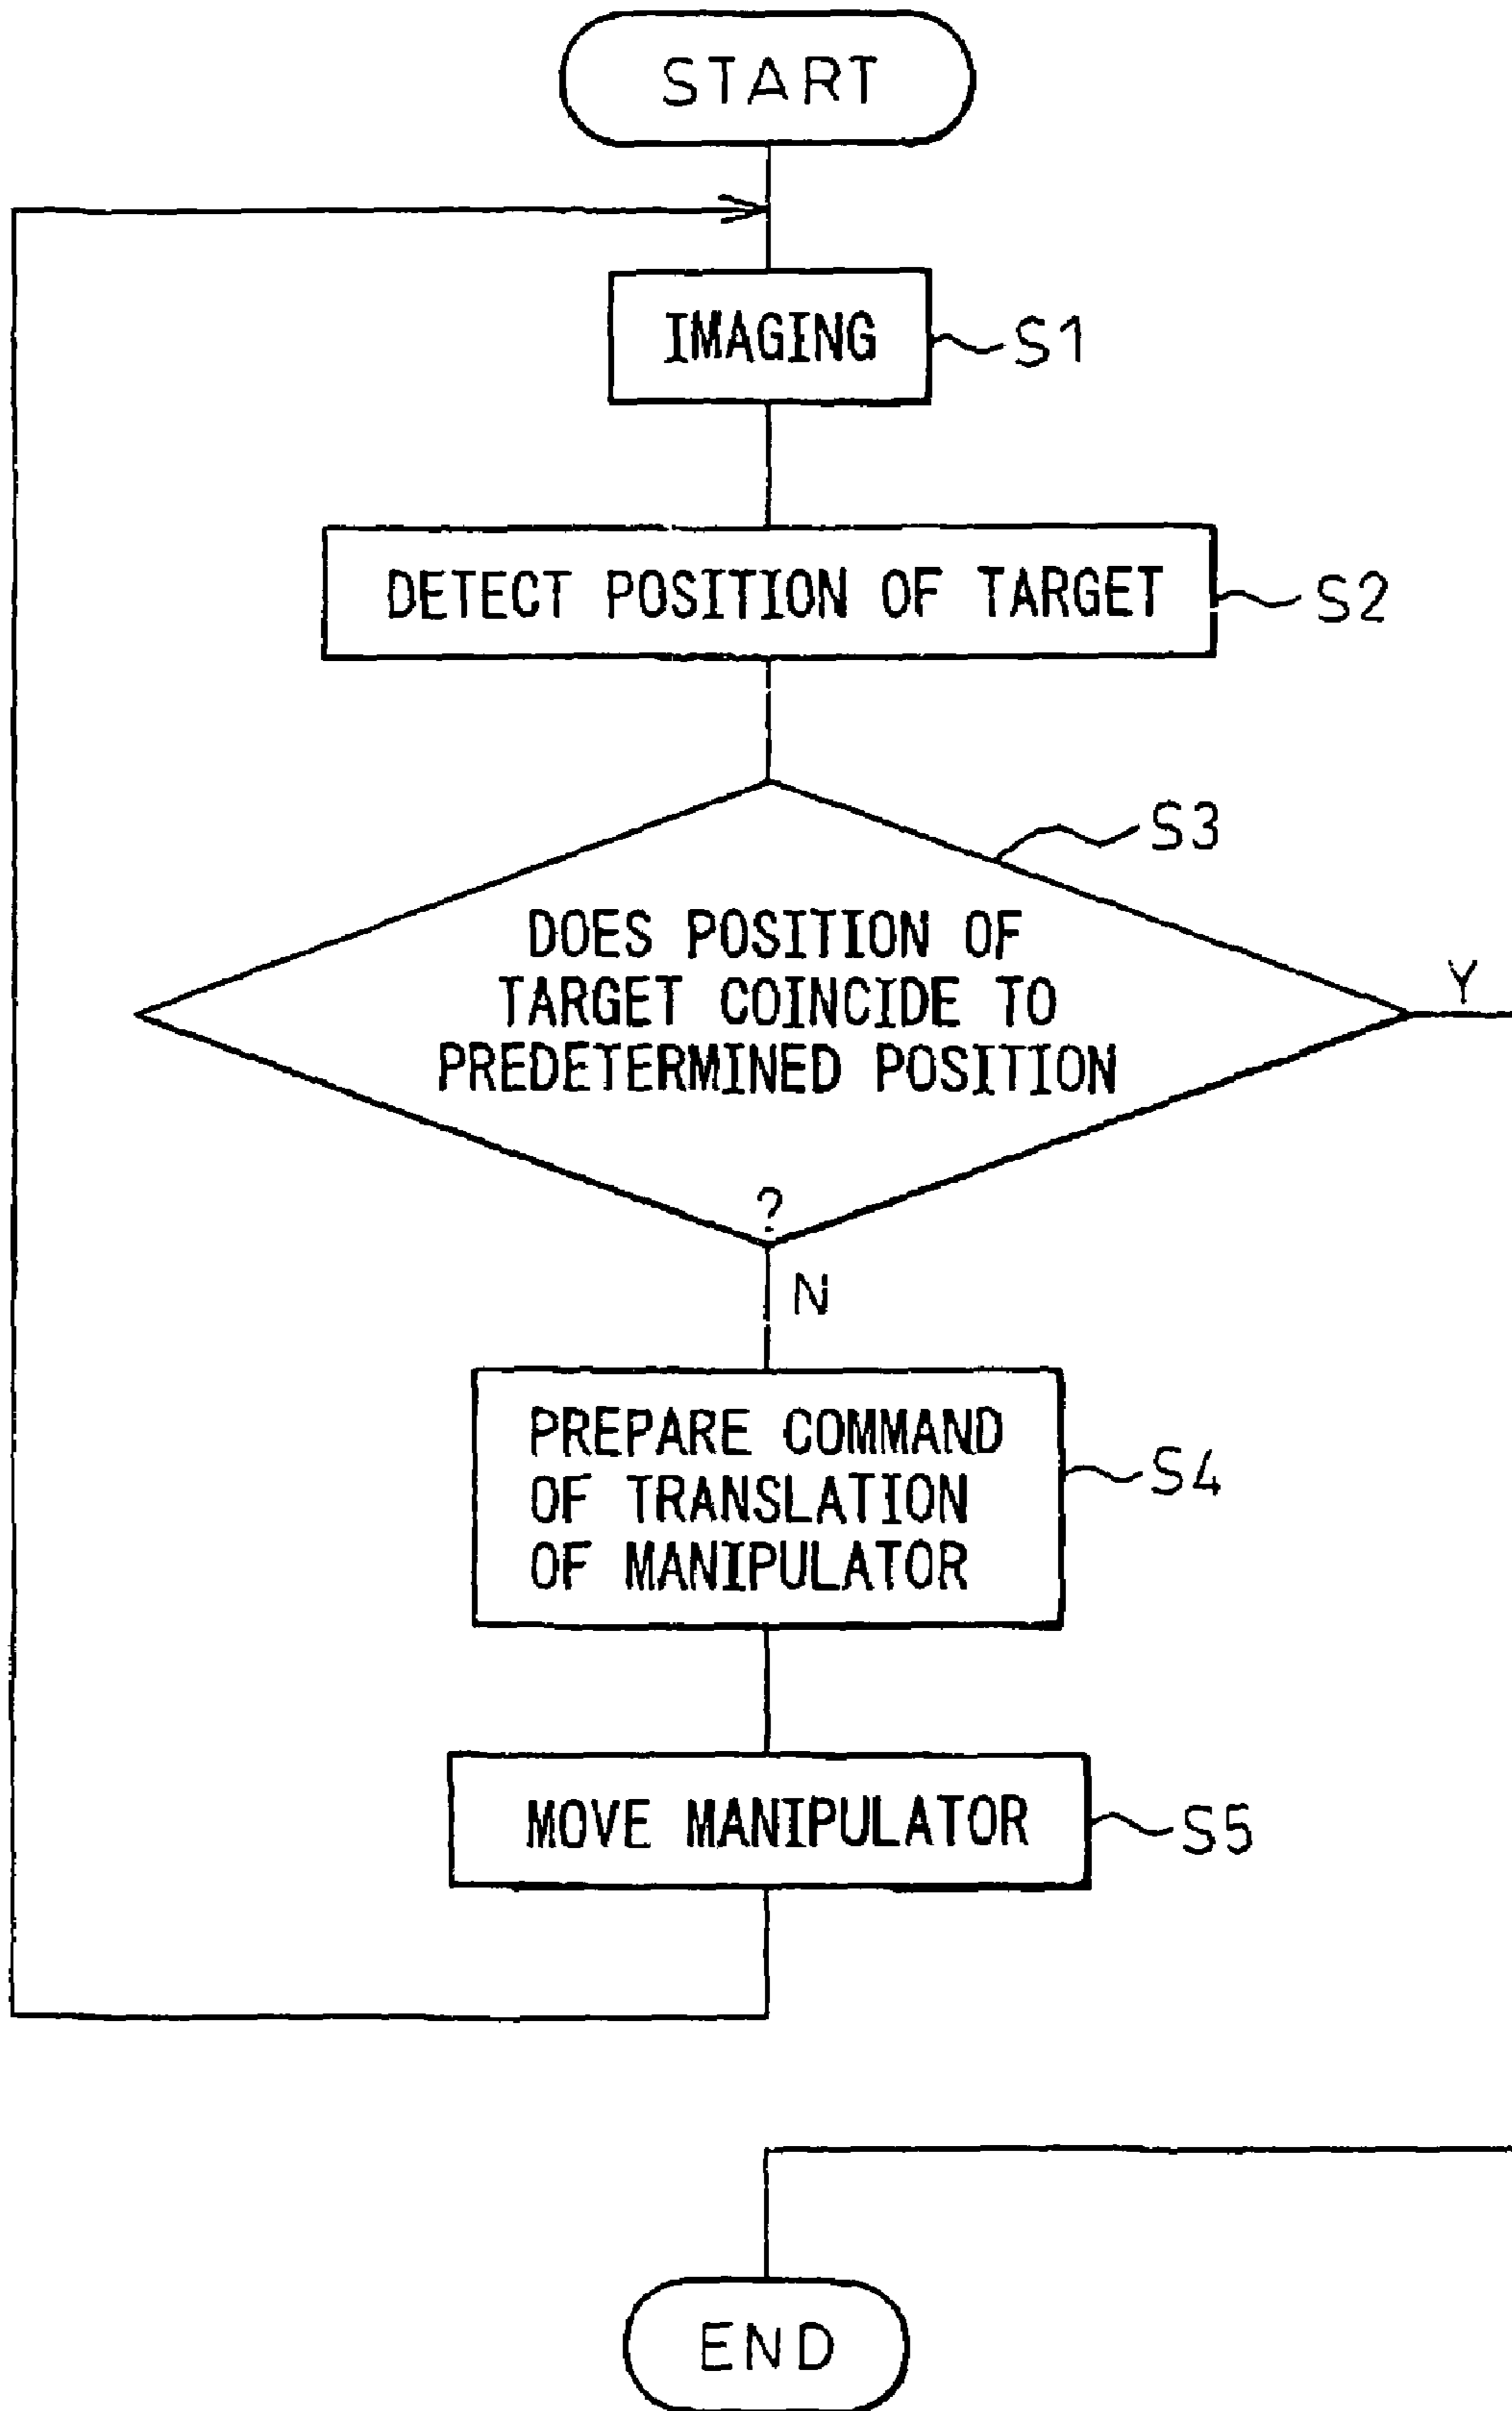 START
IMAGING
S1
DETECT POSITION OF TARGET
S2
S3
DOES POSITION OF
TARGET COINCIDE TO
PREDETERMINED POSITION
?
Y
N
PREPARE COMMAND
OF TRANSLATION
OF MANIPULATOR
S4
MOVE MANIPULATOR
S5
END